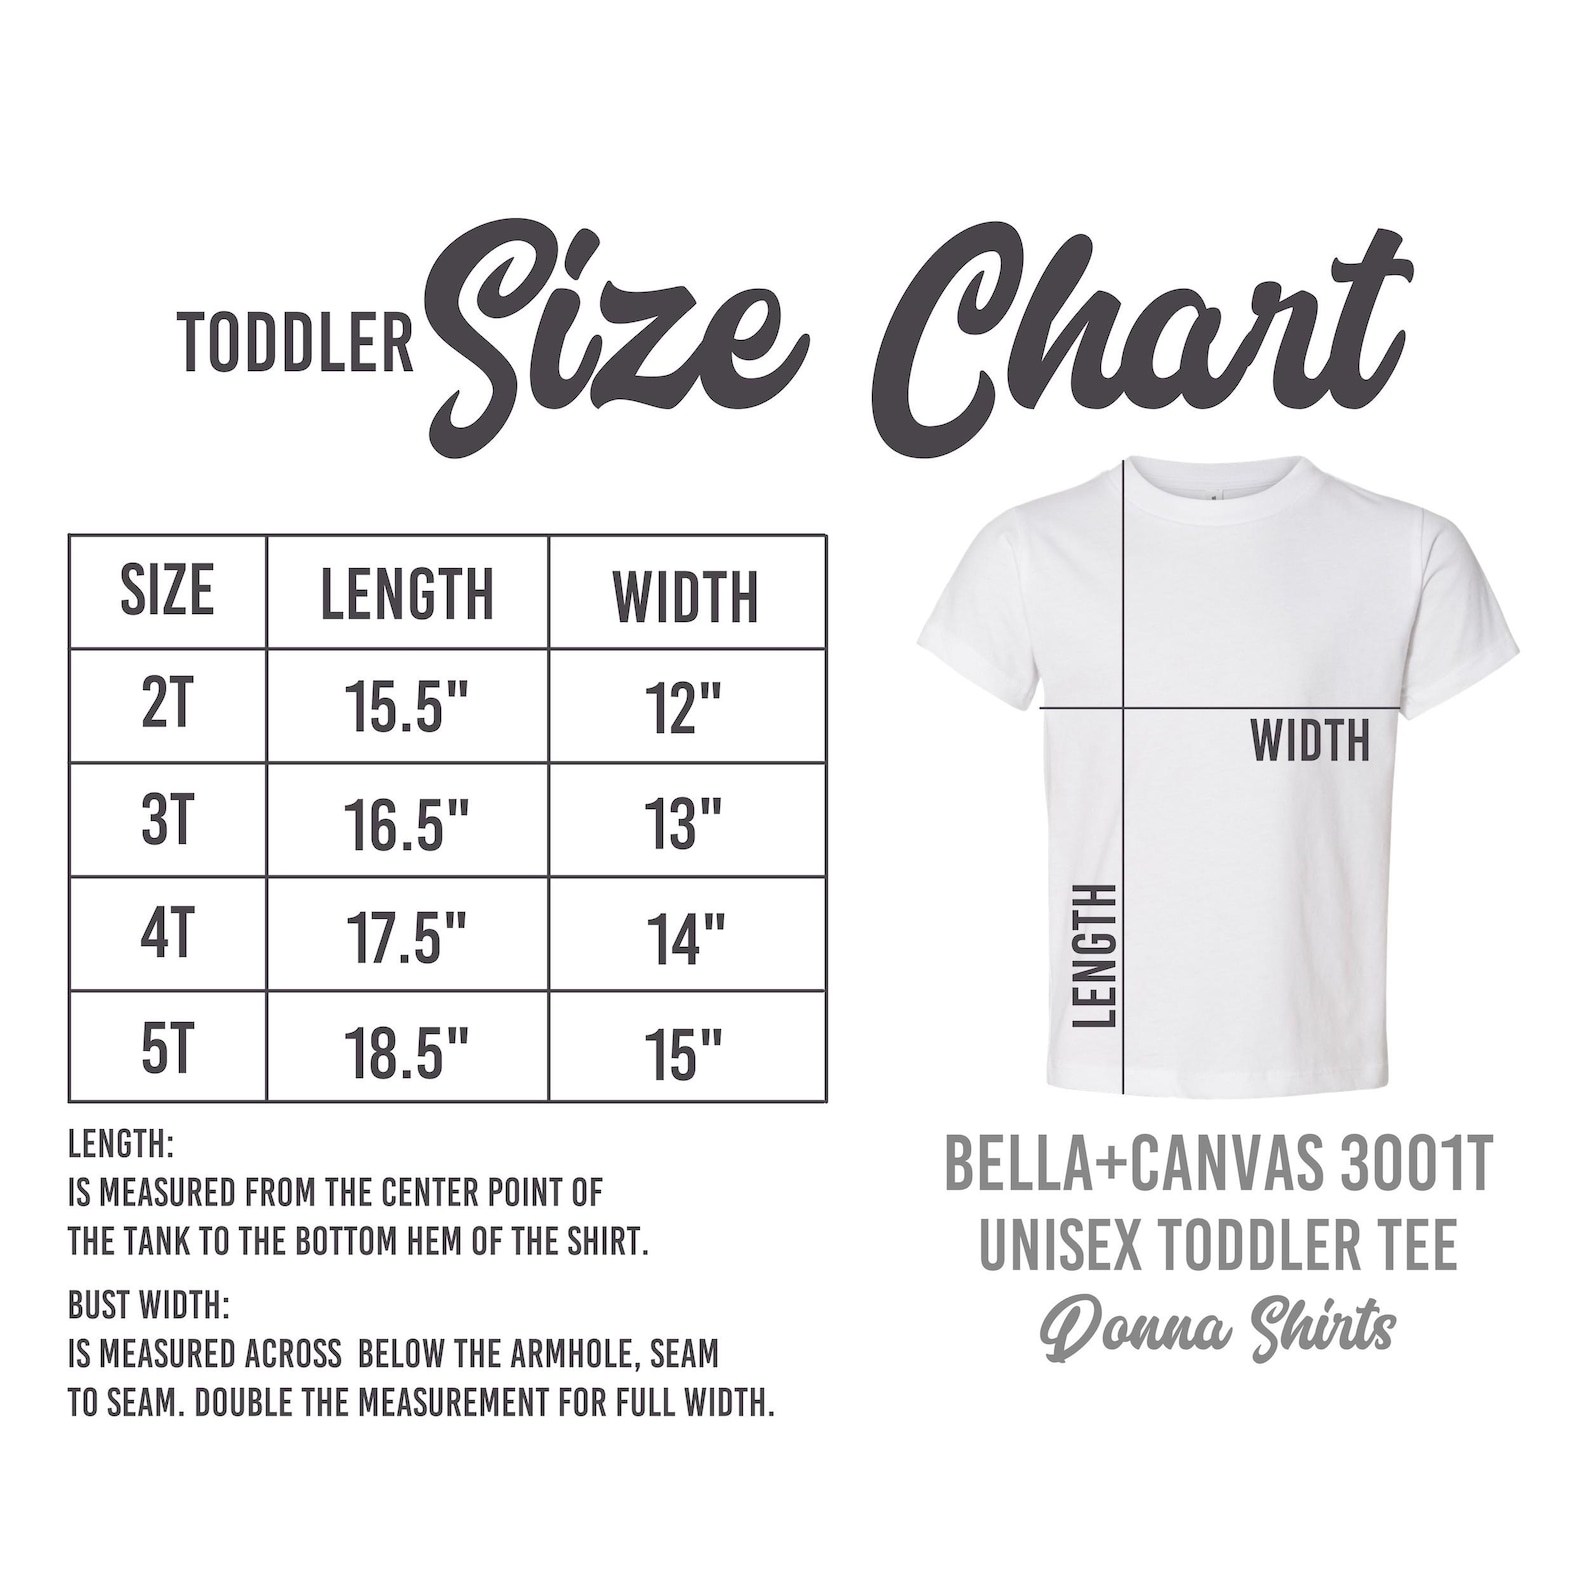 TODDLER Size Chart
SIZE LENGTH WIDTH
2T 15.5" 12"
3T 16.5" 13"
4T 17.5" 14"
5T 18.5" 15"
LENGTH:
IS MEASURED FROM THE CENTER POINT OF
THE TANK TO THE BOTTOM HEM OF THE SHIRT.
BUST WIDTH:
IS MEASURED ACROSS BELOW THE ARMHOLE, SEAM
TO SEAM. DOUBLE THE MEASUREMENT FOR FULL WIDTH.
WIDTH
LENGTH
BELLA+CANVAS 3001T
UNISEX TODDLER TEE
Donna Shirts